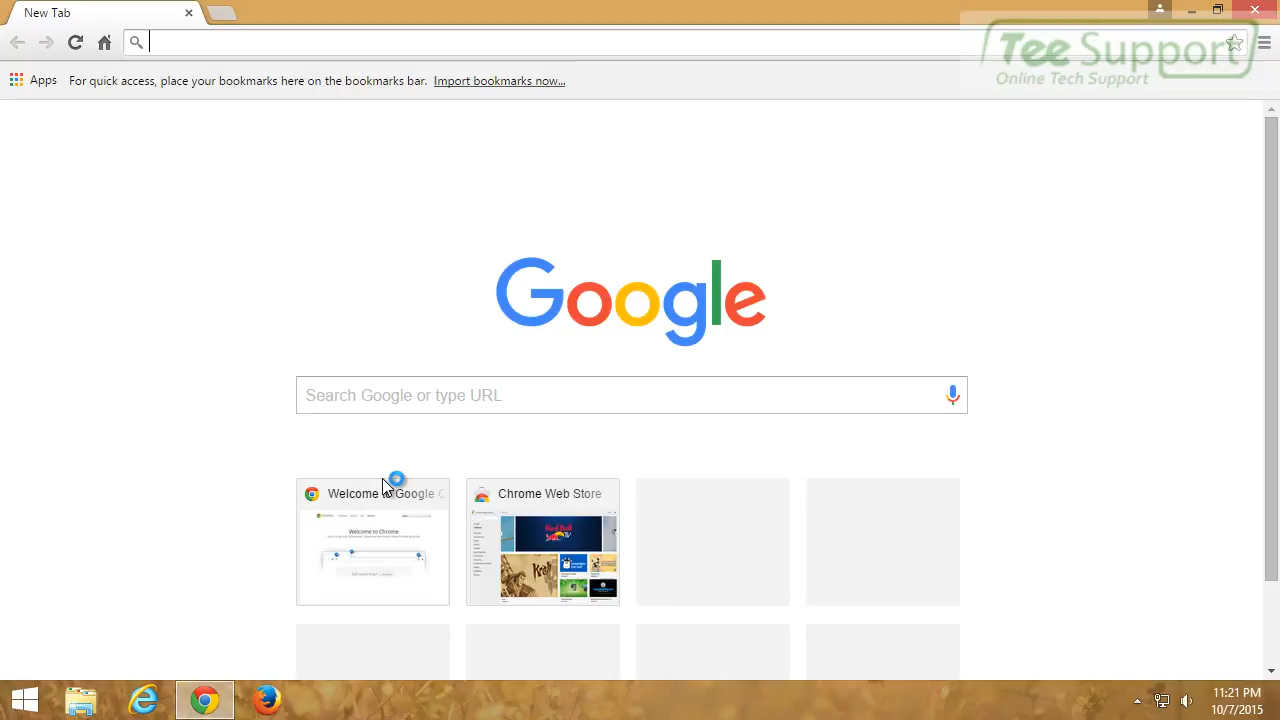 New Tab
Tee Support
Online Tech Support
Apps
For quick access, place your bookmarks here on the bookmarks bar. Import bookmarks now...
Google
Search Google or type URL
Welcome Google C
Chrome Web Store
Welcome to Chrome
11:21 PM
10/7/2015